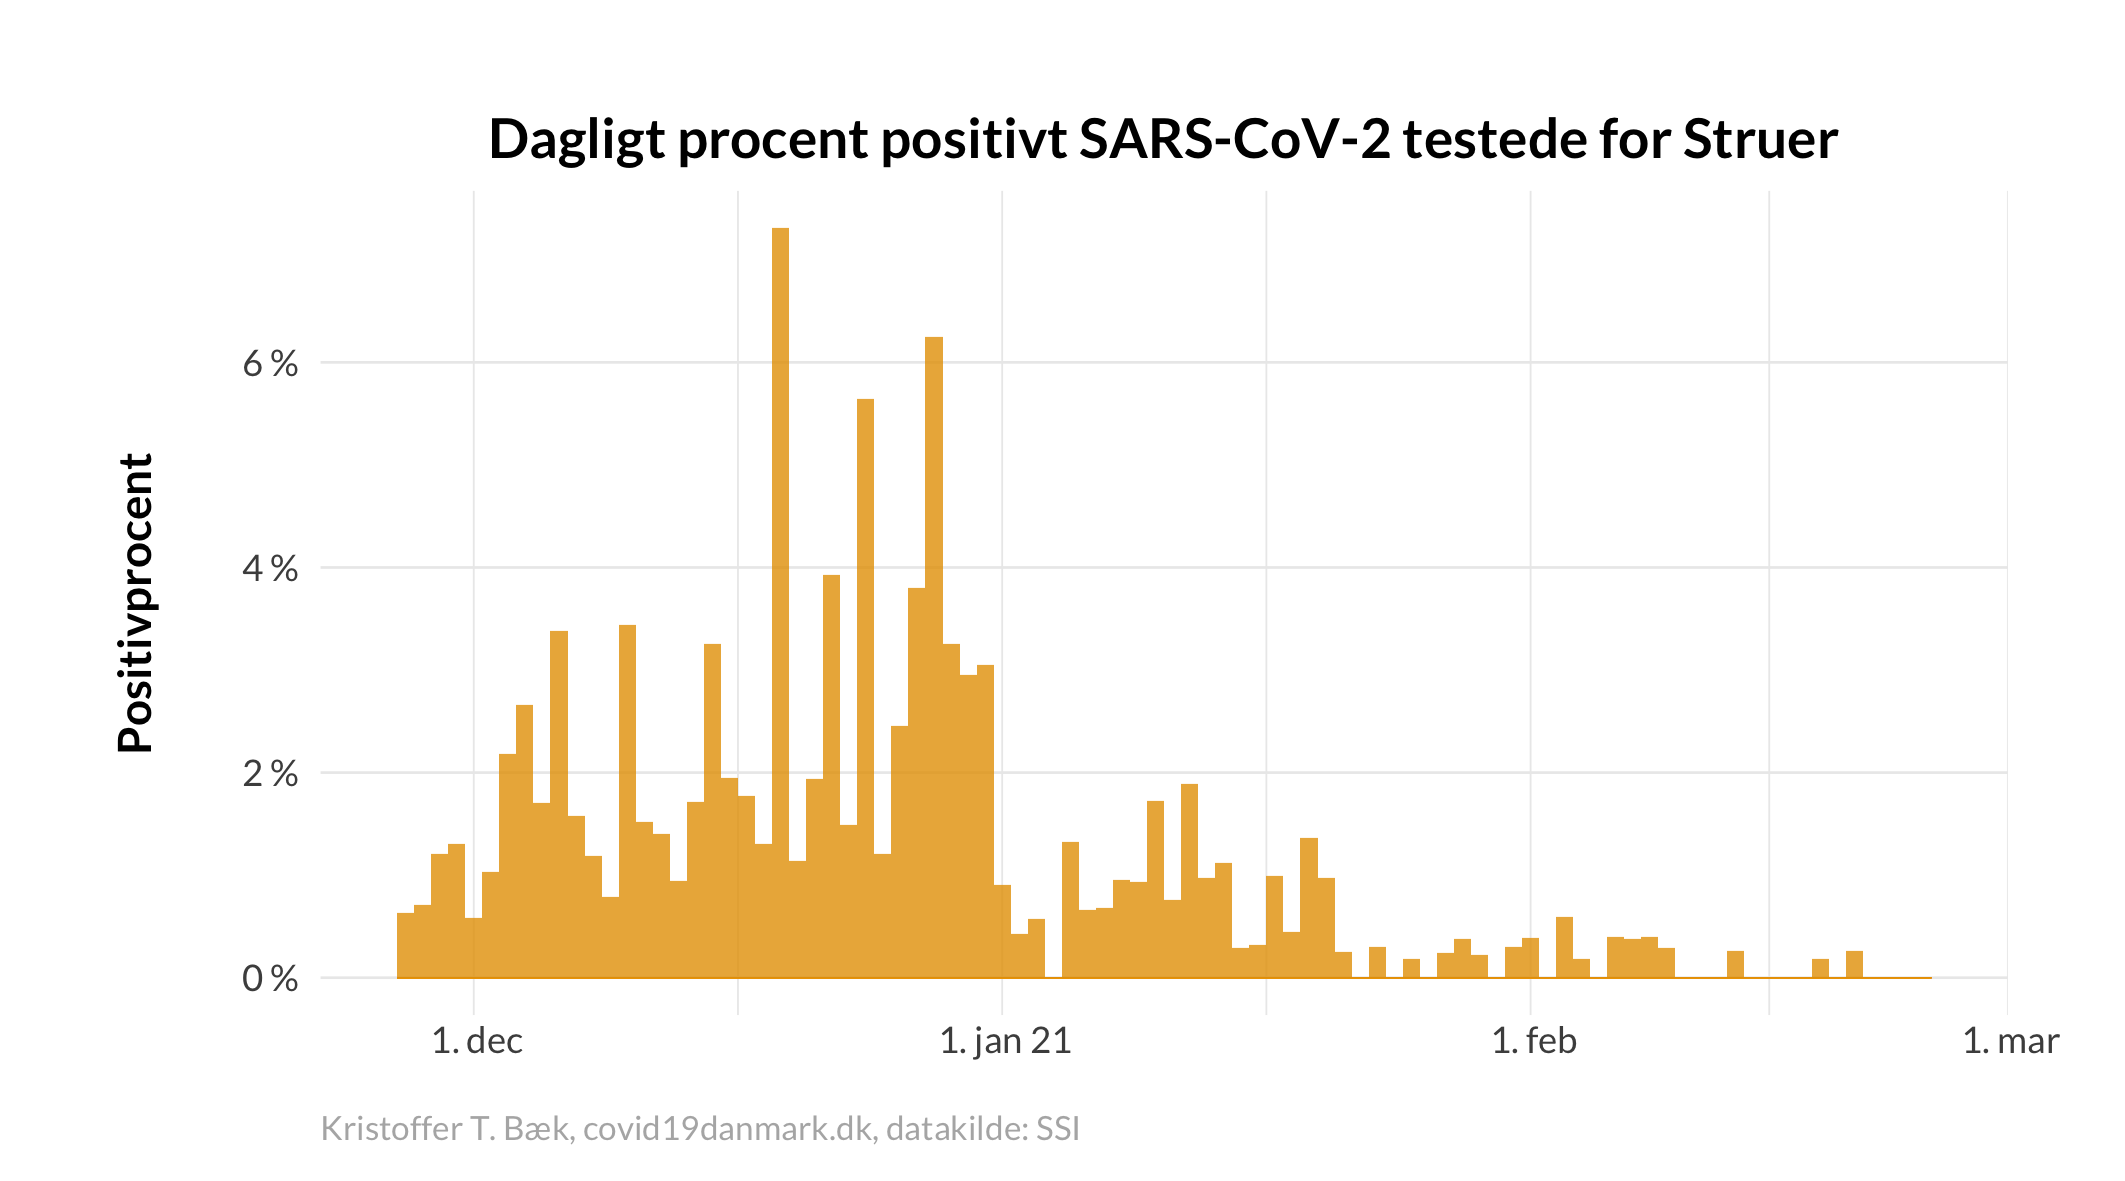 Dagligt procent positivt SARS-CoV-2 testede for Struer
Positivprocent
6 %
4 %
2 %
0 %
1. dec
1. jan 21
1. feb
1. mar
Kristoffer T. Bæk, covid19danmark.dk, datakilde: SSI